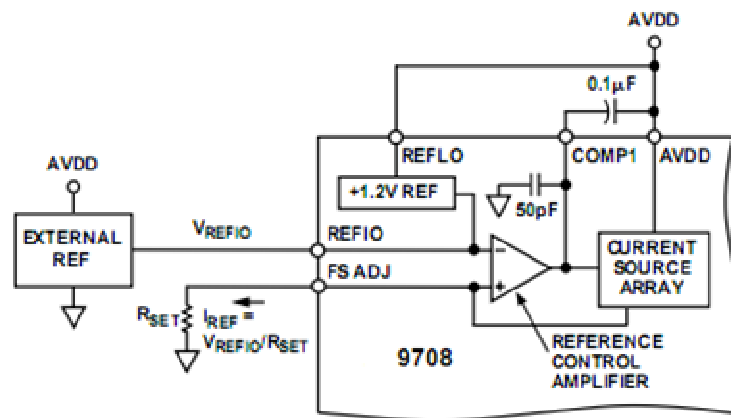 AVDD
0.1µF
REFLO
COMP1
AVDD
AVDD
+1.2V REF
50pF
EXTERNAL
REF
VREFIO
REFIO
CURRENT
SOURCE
ARRAY
FS ADJ
RSET
IREF =
VREFIO/RSET
9708
REFERENCE
CONTROL
AMPLIFIER